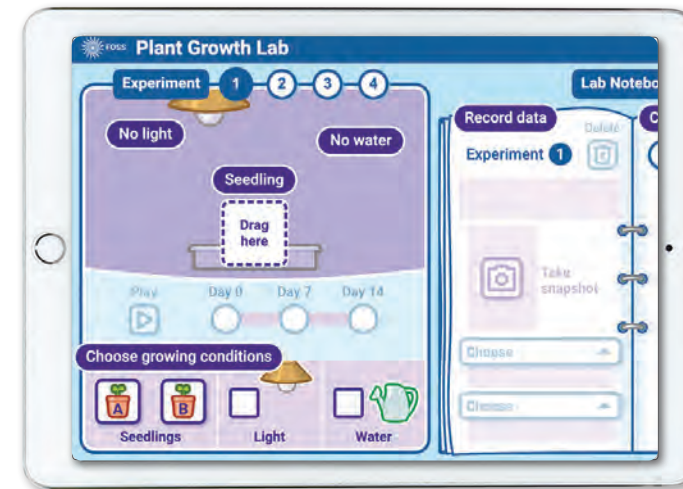 FOSS Plant Growth Lab
Experiment 1 2 3 4
Lab Notebo
No light
No water
Seedling
Drag
here
Play
Day 0 Day 7 Day 14
Choose growing conditions
A B
Seedlings
Light
Water
Record data
C
Delete
Experiment 1
Take
snapshot
Choose
Choose